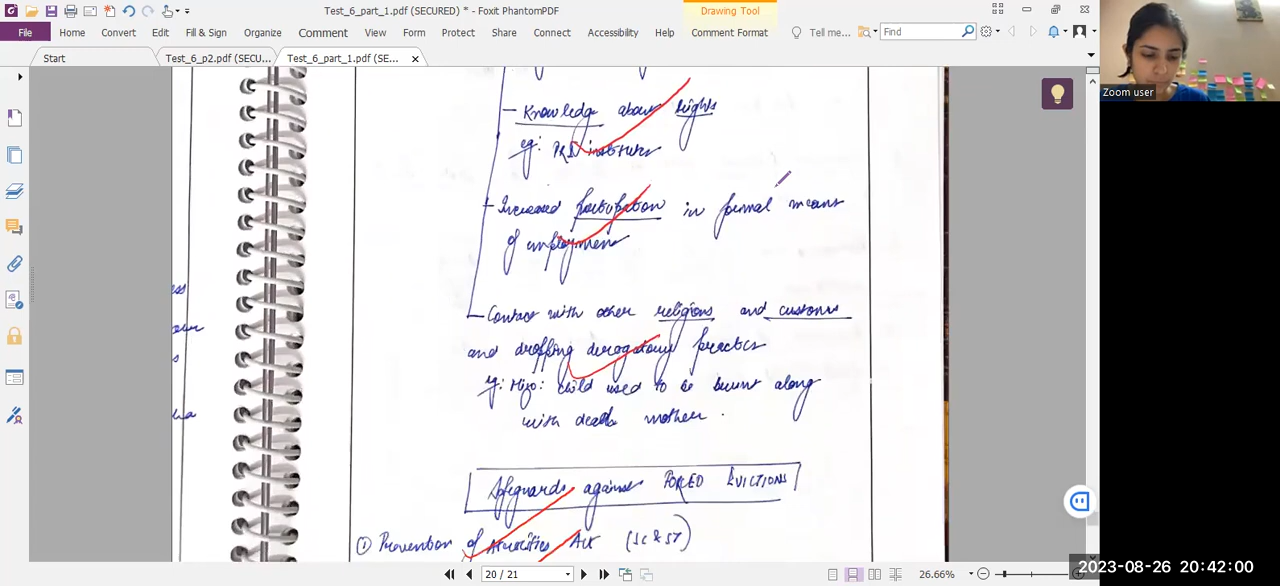 Test_6_part_1.pdf (SECURED) * - Foxit PhantomPDF
Drawing Tool
File Home Convert Edit Fill & Sign Organize Comment View Form Protect Share Connect Accessibility Help Comment Format Tell me... Find
Start Test_6_p2.pdf (SECU... Test_6_part_1.pdf (SE...
Zoom user
- Knowledge about rights
eg: PRI
- Increased participation in formal means
of employment
- Contact with other religions and customs
and dropping derogatory practices
eg: Mizo: child used to be burnt along
with dead mother.
Safeguards against FORCED EVICTIONS
① Prevention of Atrocities Act (SC & ST)
20 / 21
26.66%
2023-08-26 20:42:00